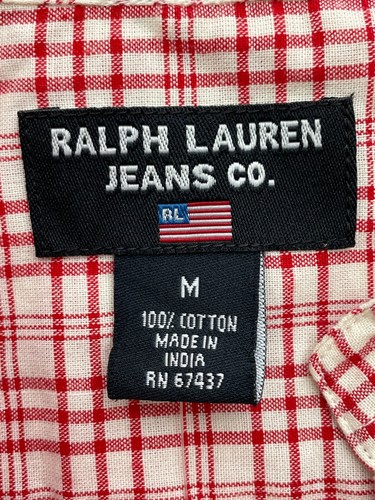 RALPH LAUREN
JEANS CO.
RL
M
100% COTTON
MADE IN
INDIA
RN 67437